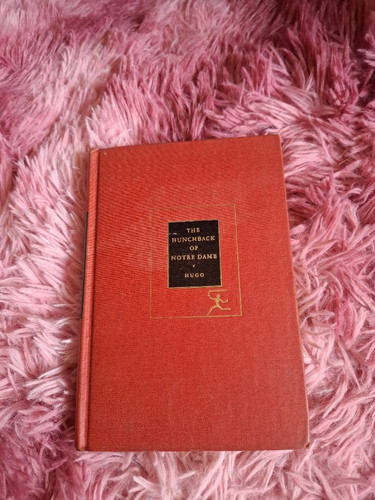 THE
HUNCHBACK
OF
NOTRE DAME
HUGO